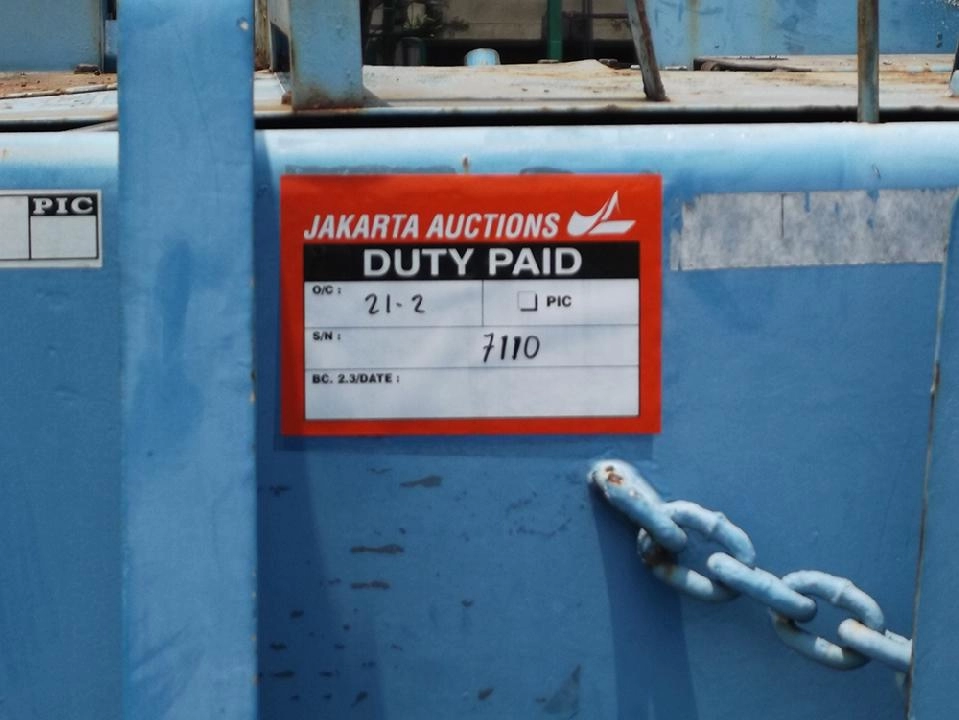 PIC
JAKARTA AUCTIONS
DUTY PAID
O/C : 21-2
PIC
S/N : 7110
BC. 2.3/DATE :